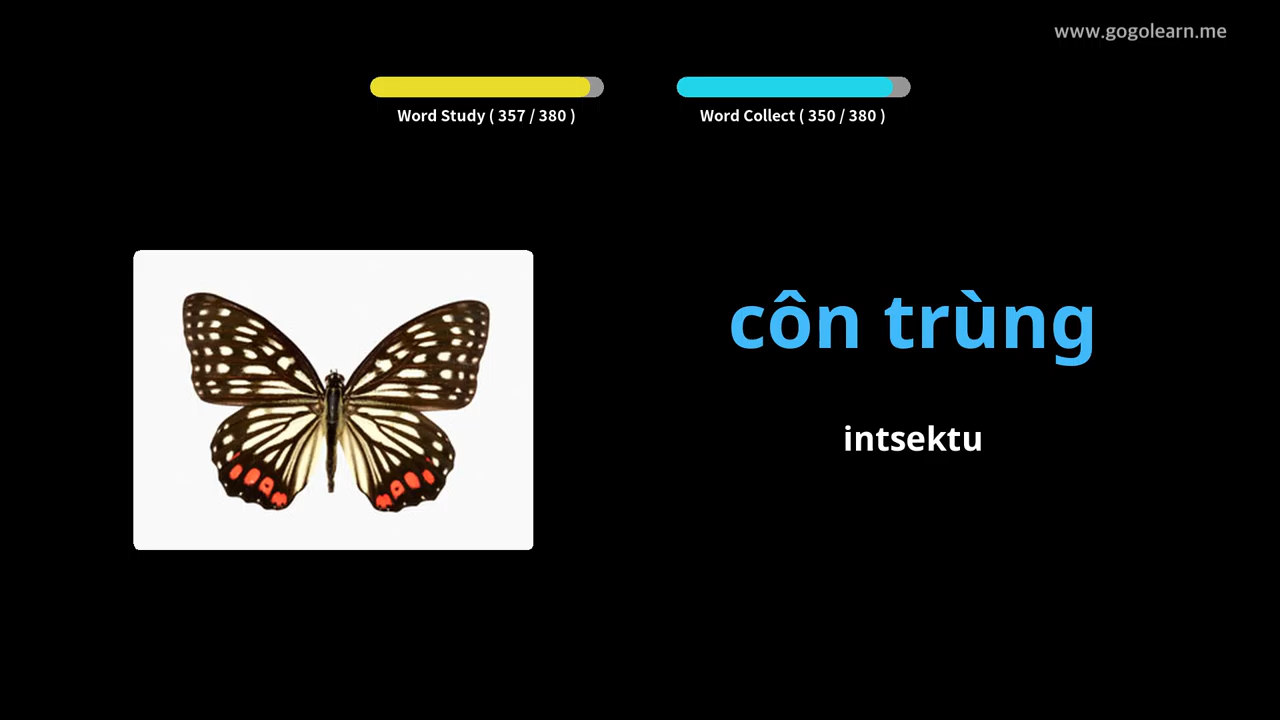 www.gogolearn.me
Word Study ( 357 / 380 )
Word Collect ( 350 / 380 )
côn trùng
intsektu